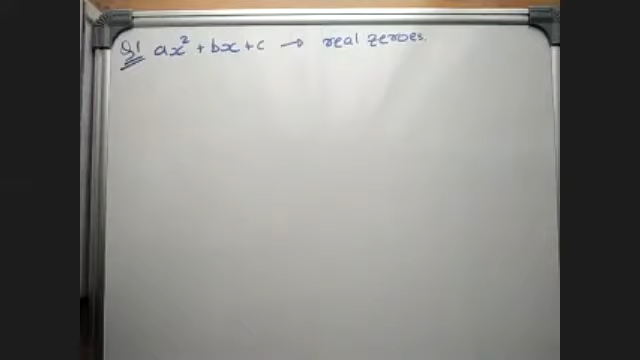 Q1 ax² + bx + c → real zeroes.